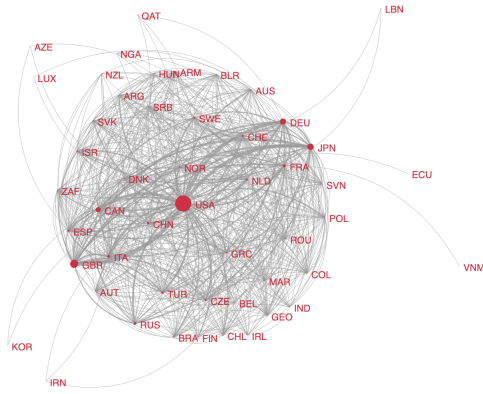 LBN
QAT
AZE
NGA
LUX
NZL
HUN
ARM
BLR
AUS
ARG
SRB
SVK
SWE
DEU
CHE
JPN
ISR
NOR
FRA
ECU
DNK
NLD
SVN
ZAF
USA
CAN
POL
CHN
ESP
ROU
GRC
ITA
GBR
VNM
COL
MAR
AUT
TUR
CZE
BEL
IND
GEO
RUS
BRA
FIN
CHL
IRL
KOR
IRN